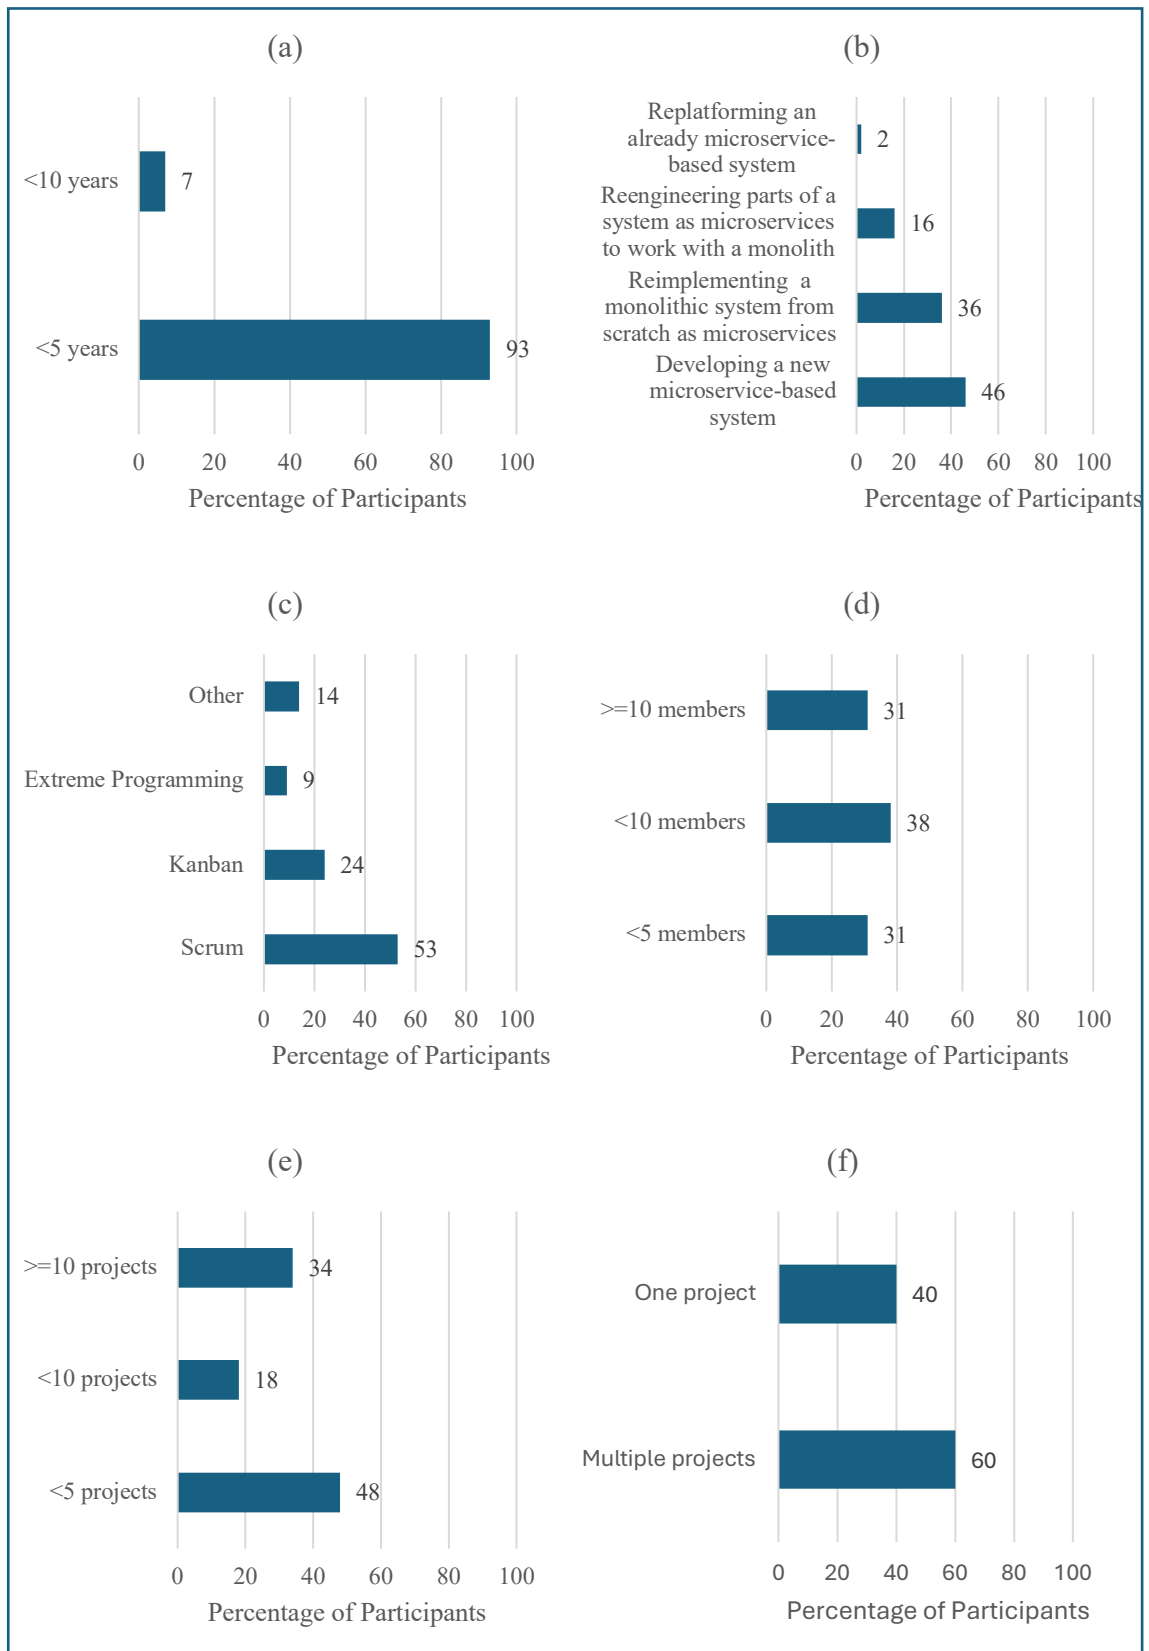 (a)
<10 years
7
<5 years
93
0 20 40 60 80 100
Percentage of Participants
(b)
Replatforming an
already microservice-
based system
2
Reengineering parts of a
system as microservices
to work with a monolith
16
Reimplementing a
monolithic system from
scratch as microservices
36
Developing a new
microservice-based
system
46
0 20 40 60 80 100
Percentage of Participants
(c)
Other
14
Extreme Programming
9
Kanban
24
Scrum
53
0 20 40 60 80 100
Percentage of Participants
(d)
>=10 members
31
<10 members
38
<5 members
31
0 20 40 60 80 100
Percentage of Participants
(e)
>=10 projects
34
<10 projects
18
<5 projects
48
0 20 40 60 80 100
Percentage of Participants
(f)
One project
40
Multiple projects
60
0 20 40 60 80 100
Percentage of Participants